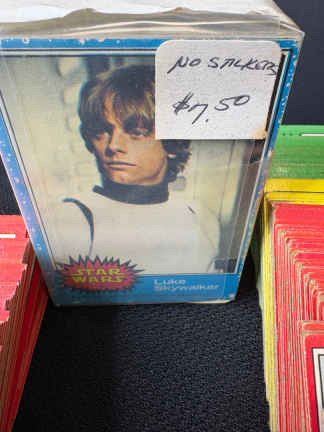 NO STICKERS
$7.50
STAR
WARS
Luke
Skywalker